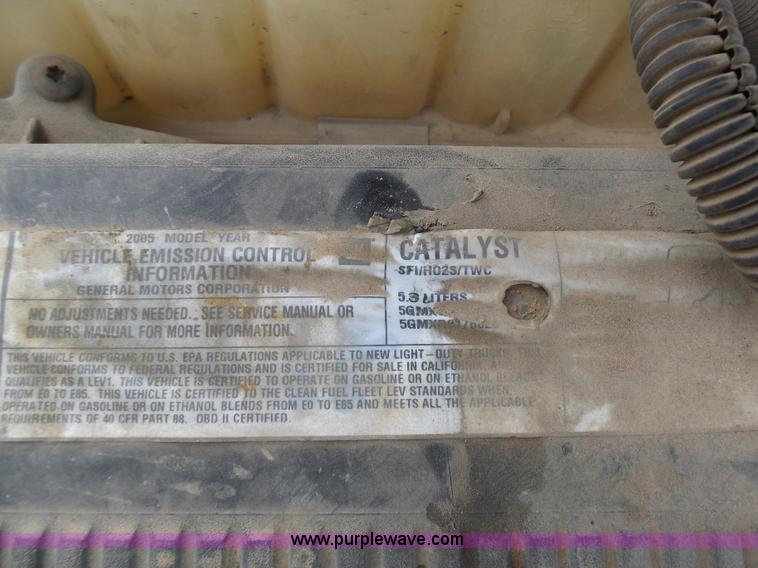 2005 MODEL YEAR
VEHICLE EMISSION CONTROL
INFORMATION
GENERAL MOTORS CORPORATION
NO ADJUSTMENTS NEEDED. SEE SERVICE MANUAL OR
OWNERS MANUAL FOR MORE INFORMATION.
CATALYST
SFI/HO2S/TWC
5.3 LITERS
THIS VEHICLE CONFORMS TO U.S. EPA REGULATIONS APPLICABLE TO NEW LIGHT-DUTY TRUCKS. THIS
VEHICLE CONFORMS TO FEDERAL REGULATIONS AND IS CERTIFIED FOR SALE IN CALIFORNIA, AND
QUALIFIES AS A LEV1. THIS VEHICLE IS CERTIFIED TO OPERATE ON GASOLINE OR ON ETHANOL BLENDS
FROM E0 TO E85. THIS VEHICLE IS CERTIFIED TO THE CLEAN FUEL FLEET LEV STANDARDS WHEN
OPERATED ON GASOLINE OR ON ETHANOL BLENDS FROM E0 TO E85 AND MEETS ALL THE APPLICABLE
REQUIREMENTS OF 40 CFR PART 88. OBD II CERTIFIED.
www.purplewave.com